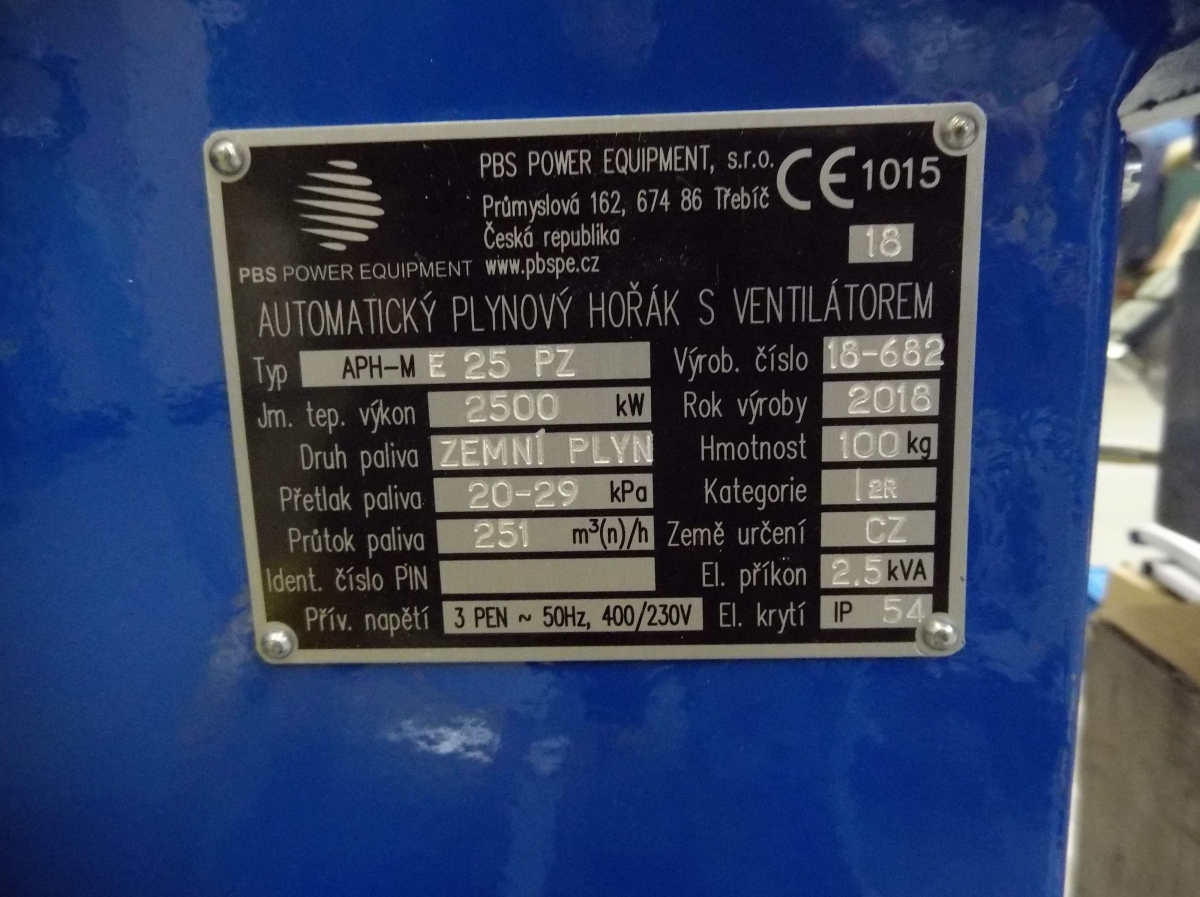 PBS POWER EQUIPMENT, s.r.o.
Průmyslová 162, 674 86 Třebíč
Česká republika
www.pbspe.cz
CE 1015
18
PBS POWER EQUIPMENT
AUTOMATICKÝ PLYNOVÝ HOŘÁK S VENTILÁTOREM
Typ APH-M E 25 PZ Výrob. číslo 18-682
Jm. tep. výkon 2500 kW Rok výroby 2018
Druh paliva ZEMNÍ PLYN Hmotnost 100 kg
Přetlak paliva 20-29 kPa Kategorie I 2R
Průtok paliva 251 m³(n)/h Země určení CZ
Ident. číslo PIN El. příkon 2,5 kVA
Přív. napětí 3 PEN ~ 50Hz, 400/230V El. krytí IP 54